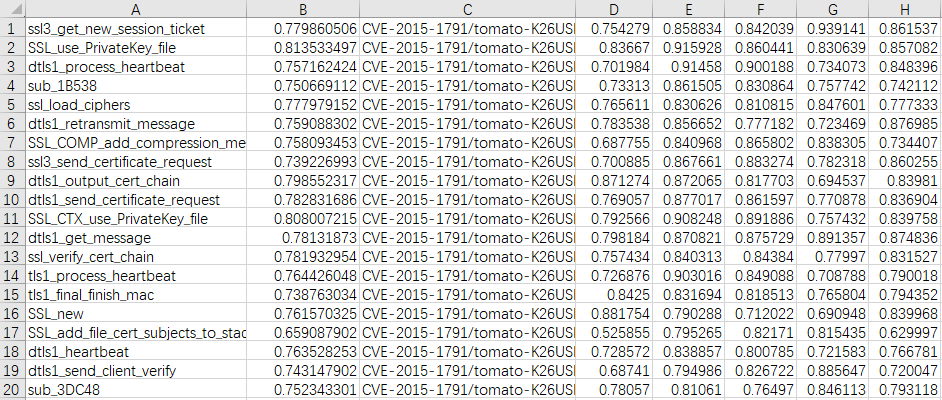 A B C D E F G H
1 ssl3_get_new_session_ticket 0.779860506 CVE-2015-1791/tomato-K26USI 0.754279 0.858834 0.842039 0.939141 0.861537
2 SSL_use_PrivateKey_file 0.813533497 CVE-2015-1791/tomato-K26USI 0.83667 0.915928 0.860441 0.830639 0.857082
3 dtls1_process_heartbeat 0.757162424 CVE-2015-1791/tomato-K26USI 0.701984 0.91458 0.900188 0.734073 0.848396
4 sub_1B538 0.750669112 CVE-2015-1791/tomato-K26USI 0.73313 0.861505 0.830864 0.757742 0.742112
5 ssl_load_ciphers 0.777979152 CVE-2015-1791/tomato-K26USI 0.765611 0.830626 0.810815 0.847601 0.777333
6 dtls1_retransmit_message 0.759088302 CVE-2015-1791/tomato-K26USI 0.783538 0.856652 0.777182 0.723469 0.876985
7 SSL_COMP_add_compression_me 0.758093453 CVE-2015-1791/tomato-K26USI 0.687755 0.840968 0.865802 0.838305 0.734407
8 ssl3_send_certificate_request 0.739226993 CVE-2015-1791/tomato-K26USI 0.700885 0.867661 0.883274 0.782318 0.860255
9 dtls1_output_cert_chain 0.798552317 CVE-2015-1791/tomato-K26USI 0.871274 0.872065 0.817703 0.694537 0.83981
10 dtls1_send_certificate_request 0.782831686 CVE-2015-1791/tomato-K26USI 0.769057 0.877017 0.861597 0.770878 0.836904
11 SSL_CTX_use_PrivateKey_file 0.808007215 CVE-2015-1791/tomato-K26USI 0.792566 0.908248 0.891886 0.757432 0.839758
12 dtls1_get_message 0.78131873 CVE-2015-1791/tomato-K26USI 0.798184 0.870821 0.875729 0.891357 0.874836
13 ssl_verify_cert_chain 0.781932954 CVE-2015-1791/tomato-K26USI 0.757434 0.840313 0.84384 0.77997 0.831527
14 tls1_process_heartbeat 0.764426048 CVE-2015-1791/tomato-K26USI 0.726876 0.903016 0.849088 0.708788 0.790018
15 tls1_final_finish_mac 0.738763034 CVE-2015-1791/tomato-K26USI 0.8425 0.831694 0.818513 0.765804 0.794352
16 SSL_new 0.761570325 CVE-2015-1791/tomato-K26USI 0.881754 0.790288 0.712022 0.690948 0.839968
17 SSL_add_file_cert_subjects_to_stac 0.659087902 CVE-2015-1791/tomato-K26USI 0.525855 0.795265 0.82171 0.815435 0.629997
18 dtls1_heartbeat 0.763528253 CVE-2015-1791/tomato-K26USI 0.728572 0.838857 0.800785 0.721583 0.766781
19 dtls1_send_client_verify 0.743147902 CVE-2015-1791/tomato-K26USI 0.68741 0.794986 0.826722 0.885647 0.720047
20 sub_3DC48 0.752343301 CVE-2015-1791/tomato-K26USI 0.78057 0.81061 0.76497 0.846113 0.793118